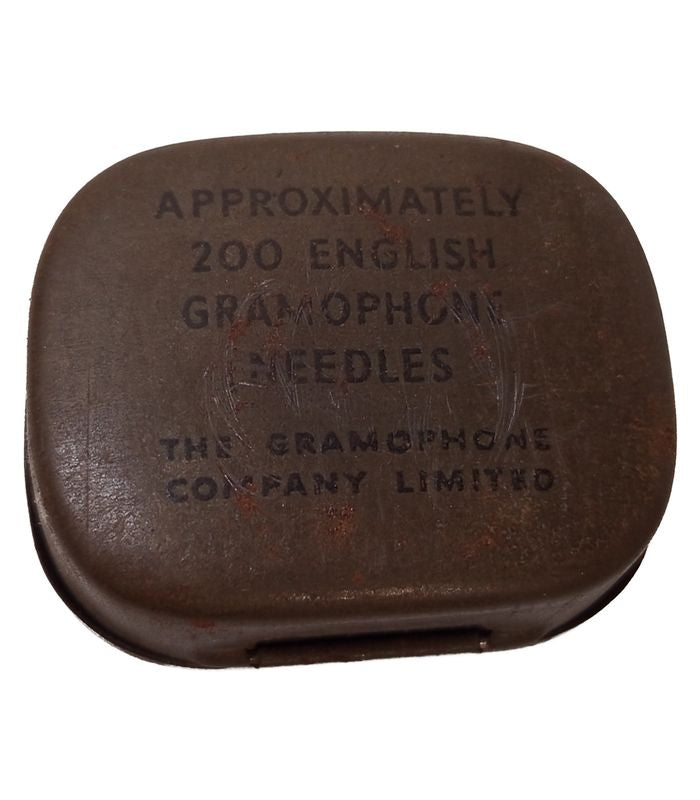 APPROXIMATELY
200 ENGLISH
GRAMOPHONE
NEEDLES
THE GRAMOPHONE
COMPANY LIMITED